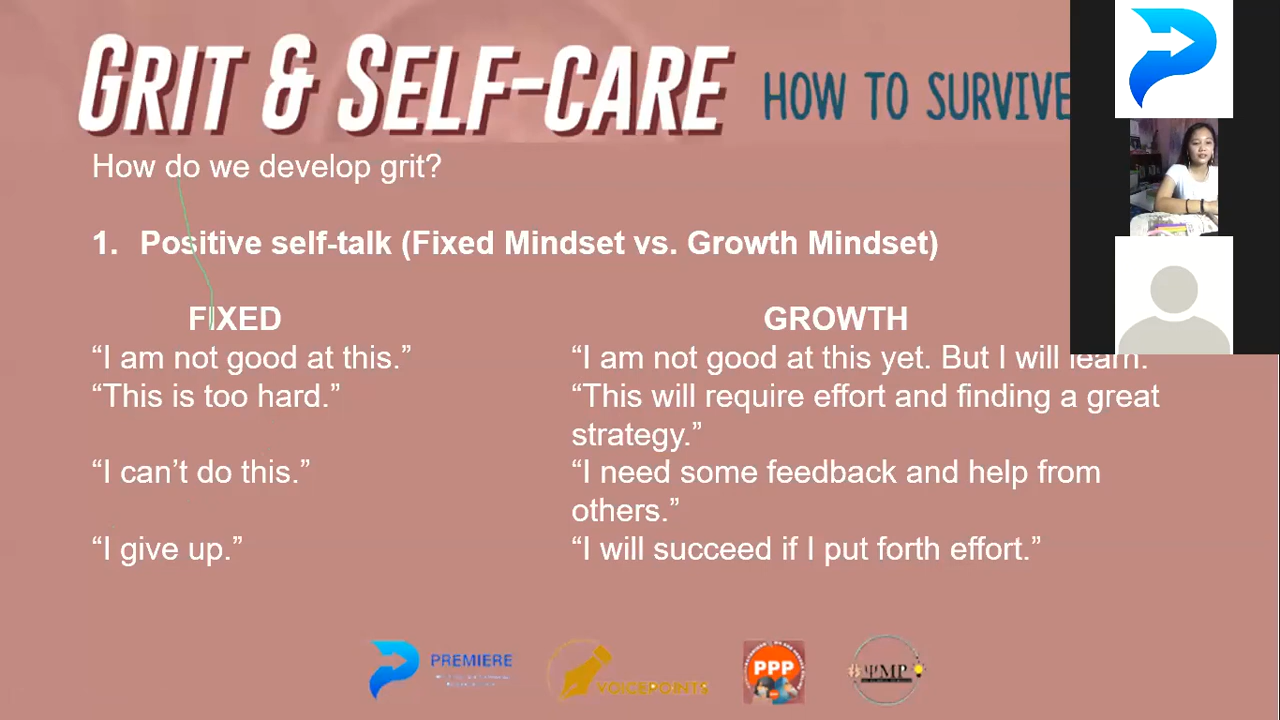 GRIT & SELF-CARE HOW TO SURVIVE
How do we develop grit?
1. Positive self-talk (Fixed Mindset vs. Growth Mindset)
FIXED GROWTH
“I am not good at this.” “I am not good at this yet. But I will learn.
“This is too hard.” “This will require effort and finding a great
strategy.”
“I can’t do this.” “I need some feedback and help from
others.”
“I give up.” “I will succeed if I put forth effort.”
PREMIERE VOICEPOINTS PPP ΨMP